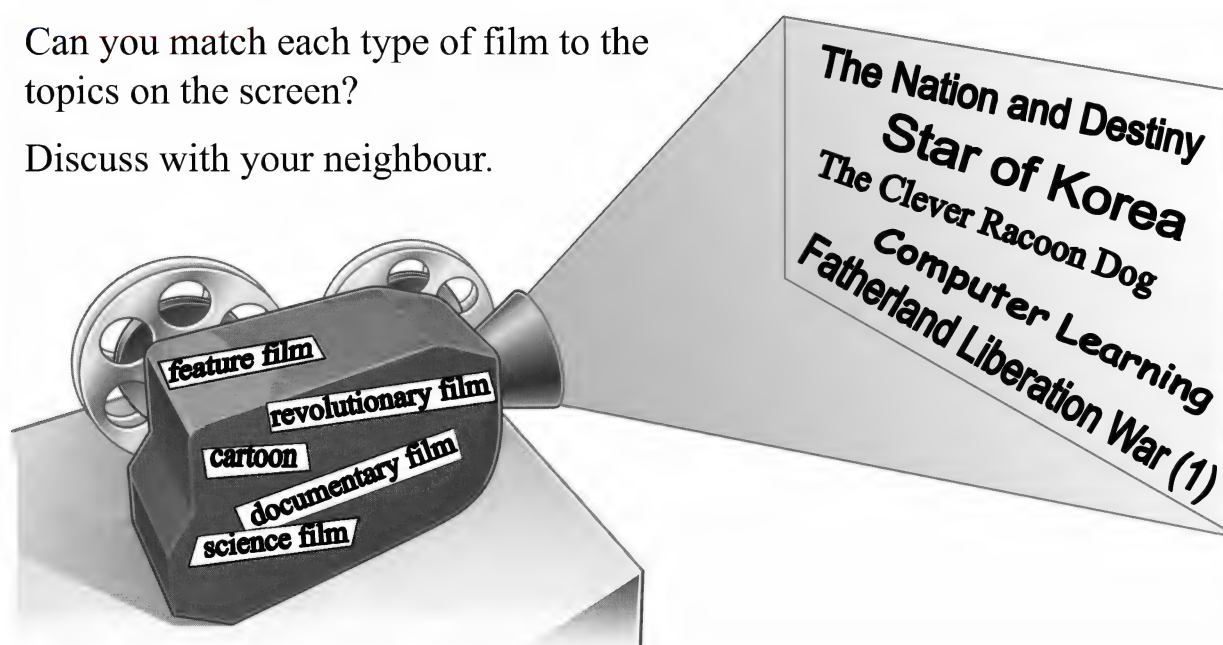 Can you match each type of film to the
topics on the screen?
Discuss with your neighbour.
The Nation and Destiny
Star of Korea
The Clever Racoon Dog
Computer Learning
Fatherland Liberation War (1)
feature film
revolutionary film
cartoon
documentary film
science film